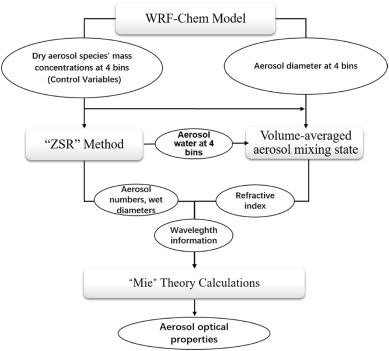 WRF-Chem Model
Dry aerosol species' mass
concentrations at 4 bins
(Control Variables)
Aerosol diameter at 4 bins
"ZSR" Method
Aerosol
water at 4
bins
Volume-averaged
aerosol mixing state
Aerosol
numbers, wet
diameters
Refractive
index
Waveleghth
information
"Mie" Theory Calculations
Aerosol optical
properties